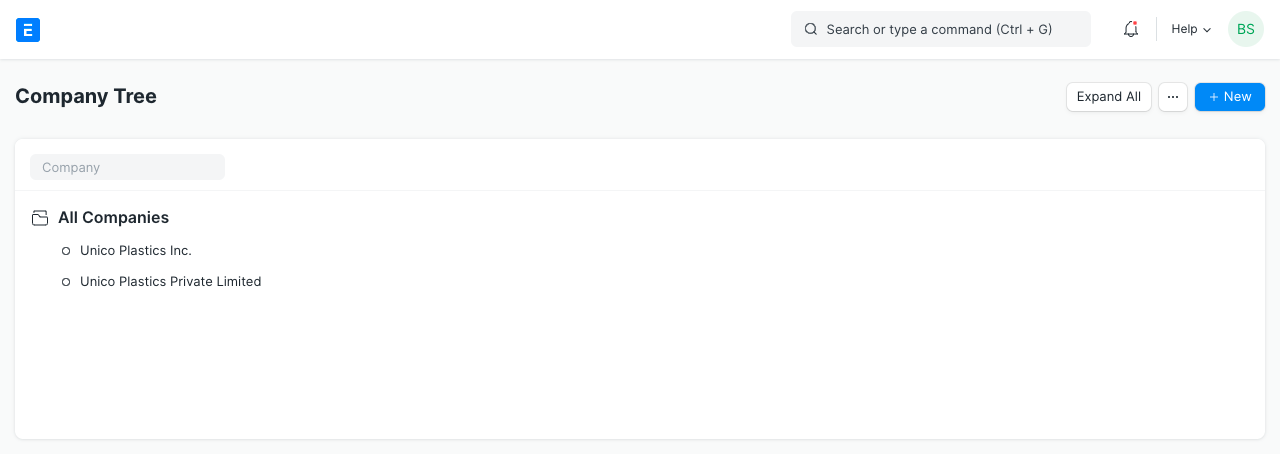 E
Search or type a command (Ctrl + G)
Help
BS
Company Tree
Expand All
...
+ New
Company
All Companies
Unico Plastics Inc.
Unico Plastics Private Limited